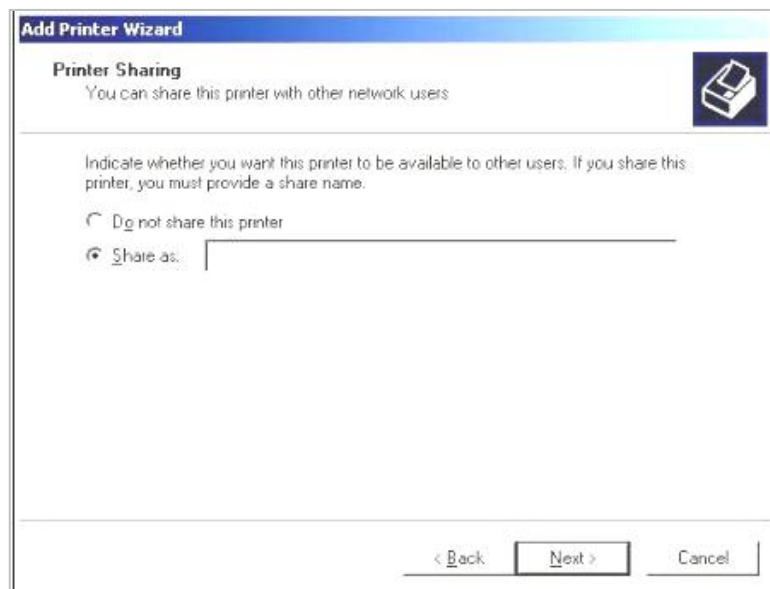 Add Printer Wizard
Printer Sharing
You can share this printer with other network users
Indicate whether you want this printer to be available to other users. If you share this
printer, you must provide a share name.
Do not share this printer
Share as:
< Back Next > Cancel